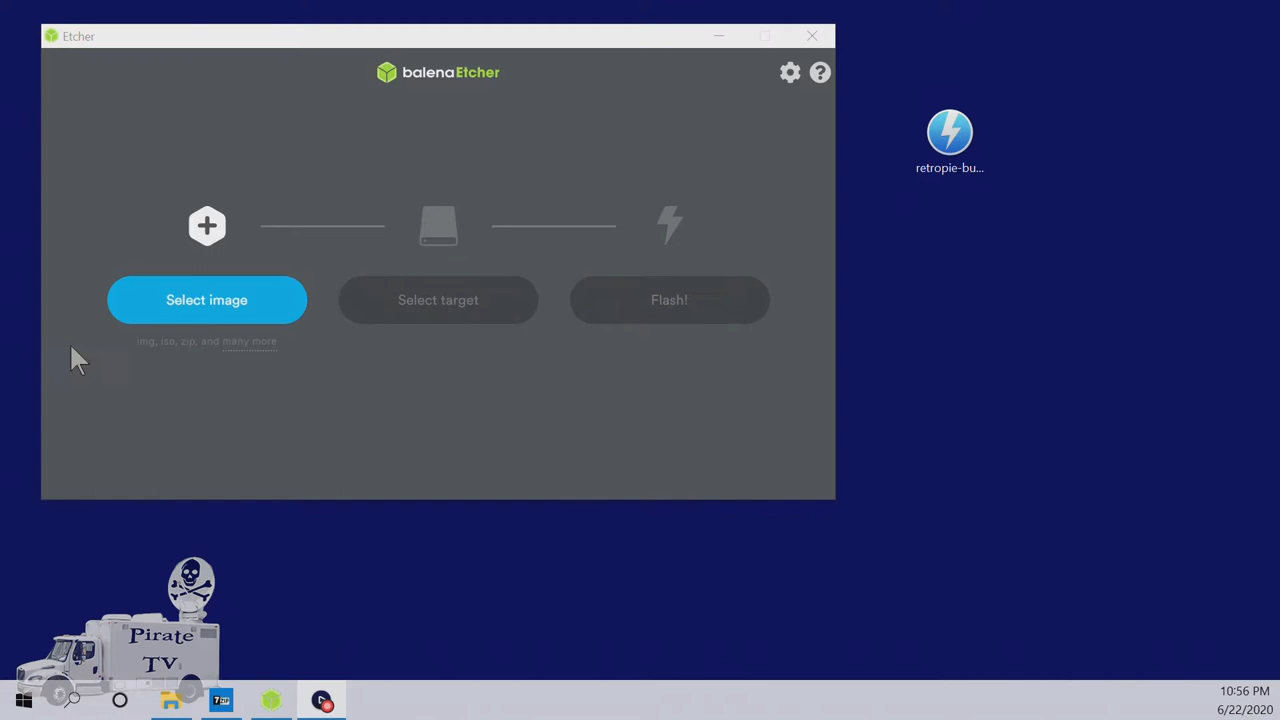 Etcher
balenaEtcher
retropie-bu...
Select image
Select target
Flash!
img, iso, zip, and many more
Pirate
TV
7ZIP
10:56 PM
6/22/2020